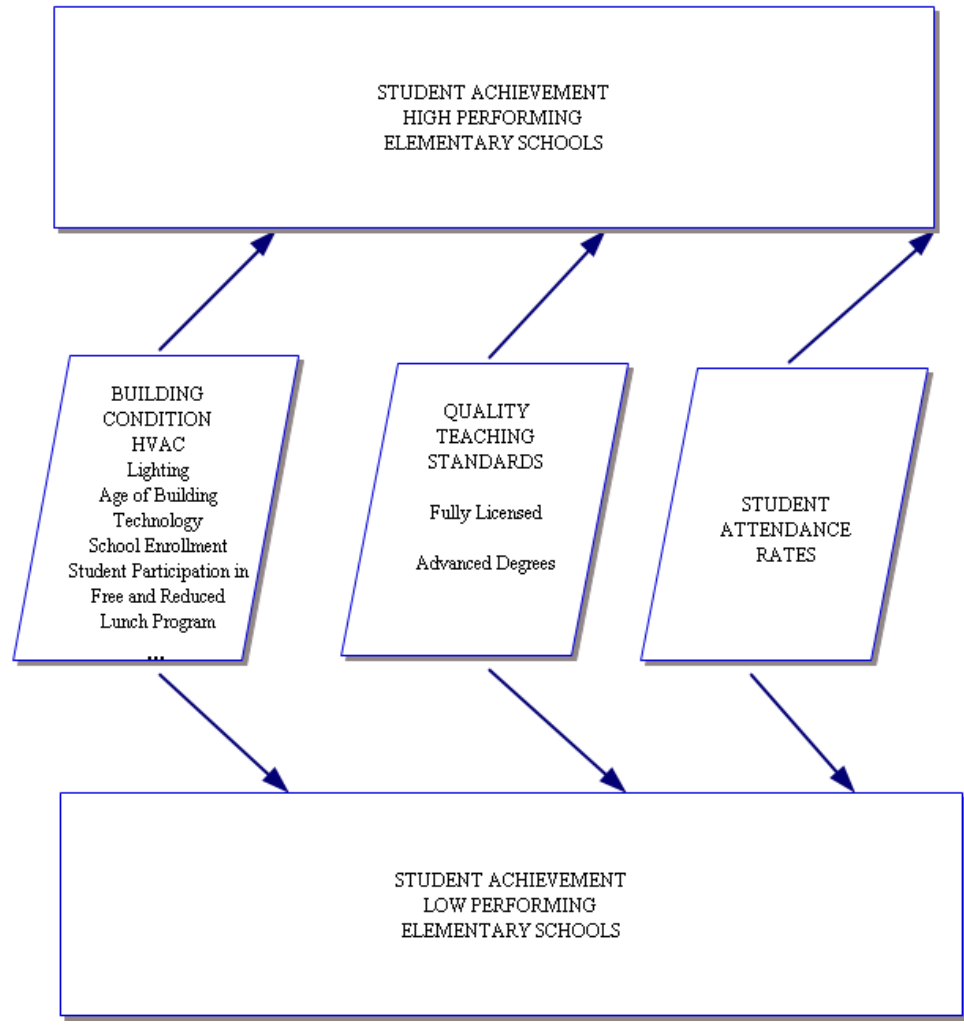 STUDENT ACHIEVEMENT
HIGH PERFORMING
ELEMENTARY SCHOOLS
BUILDING
CONDITION
HVAC
Lighting
Age of Building
Technology
School Enrollment
Student Participation in
Free and Reduced
Lunch Program
...
QUALITY
TEACHING
STANDARDS
Fully Licensed
Advanced Degrees
STUDENT
ATTENDANCE
RATES
STUDENT ACHIEVEMENT
LOW PERFORMING
ELEMENTARY SCHOOLS